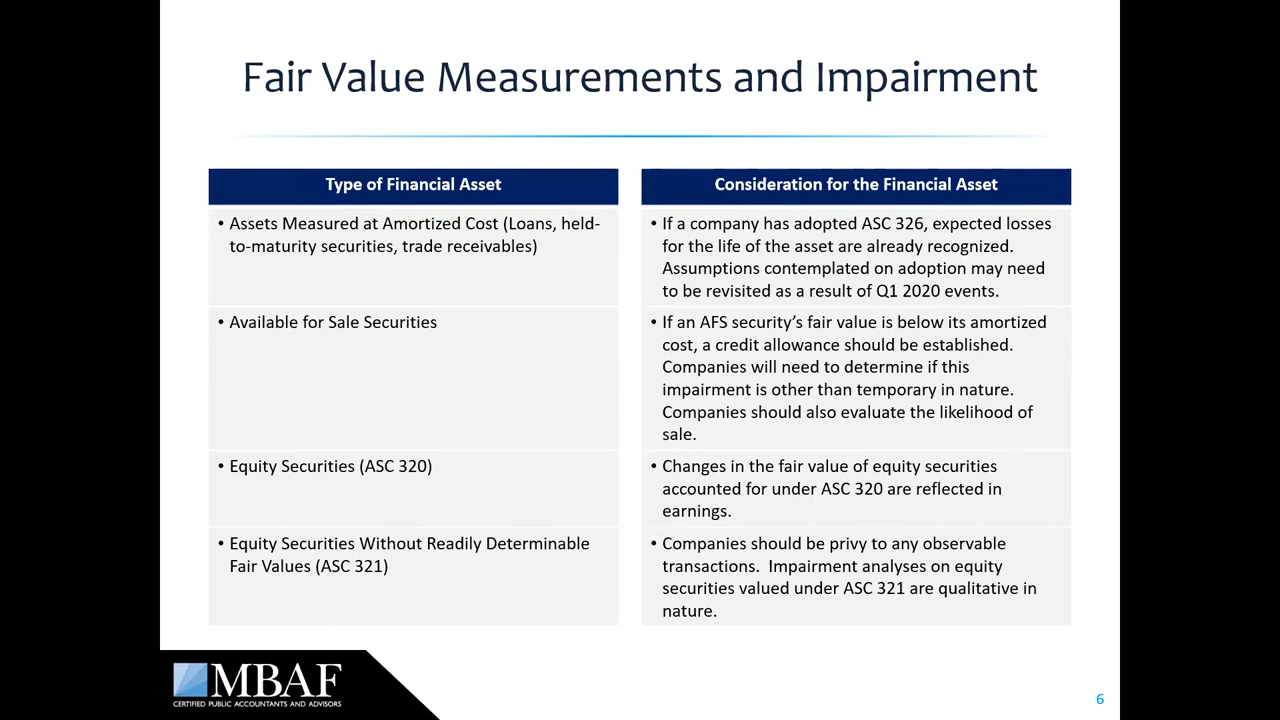 Fair Value Measurements and Impairment
Type of Financial Asset
Consideration for the Financial Asset
• Assets Measured at Amortized Cost (Loans, held-
to-maturity securities, trade receivables)
• If a company has adopted ASC 326, expected losses
for the life of the asset are already recognized.
Assumptions contemplated on adoption may need
to be revisited as a result of Q1 2020 events.
• Available for Sale Securities
• If an AFS security’s fair value is below its amortized
cost, a credit allowance should be established.
Companies will need to determine if this
impairment is other than temporary in nature.
Companies should also evaluate the likelihood of
sale.
• Equity Securities (ASC 320)
• Changes in the fair value of equity securities
accounted for under ASC 320 are reflected in
earnings.
• Equity Securities Without Readily Determinable
Fair Values (ASC 321)
• Companies should be privy to any observable
transactions.  Impairment analyses on equity
securities valued under ASC 321 are qualitative in
nature.
MBAF
CERTIFIED PUBLIC ACCOUNTANTS AND ADVISORS
6